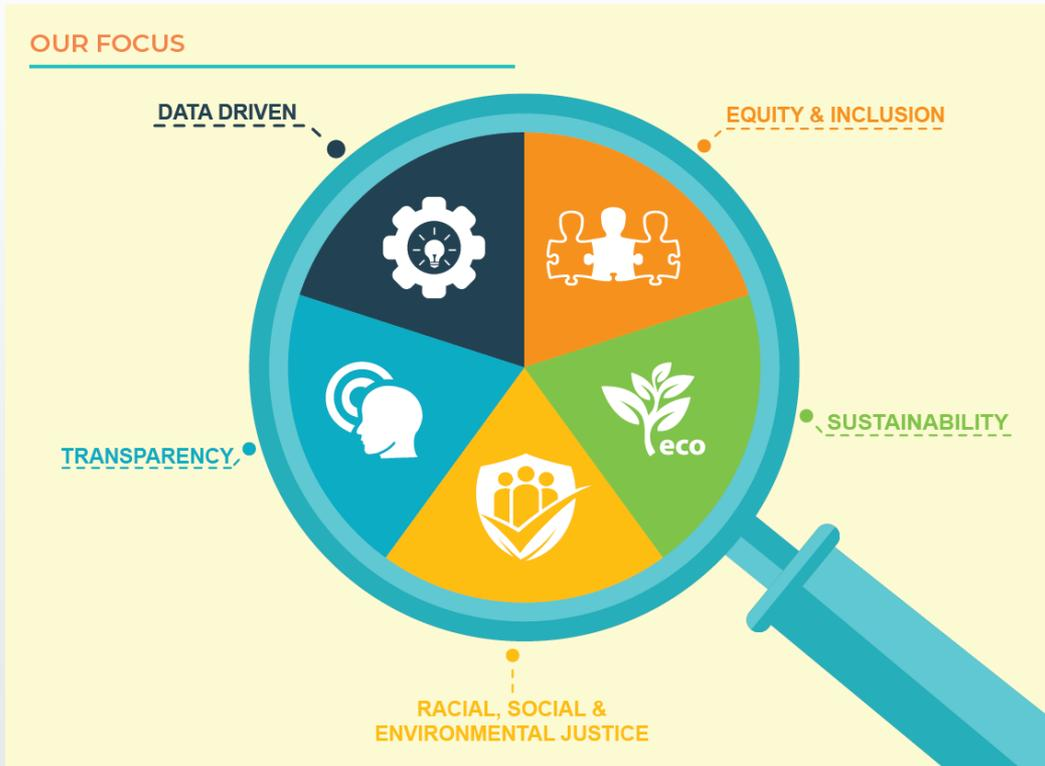 OUR FOCUS
DATA DRIVEN
EQUITY & INCLUSION
eco
SUSTAINABILITY
TRANSPARENCY
RACIAL, SOCIAL &
ENVIRONMENTAL JUSTICE